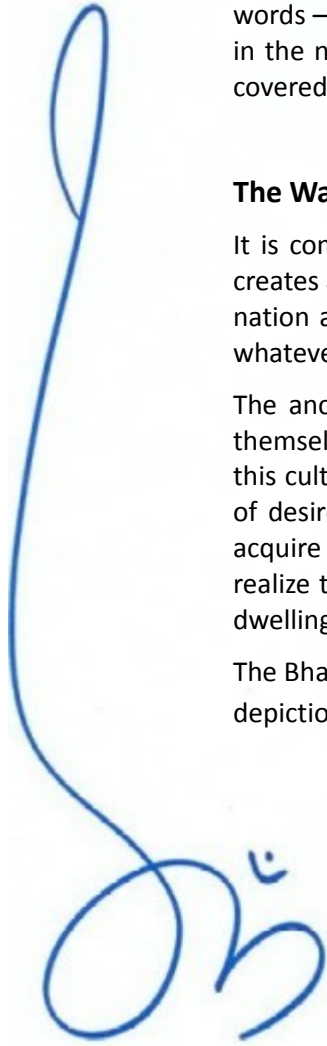 words –
in the n
covered
The Wa
It is con
creates
nation a
whateve
The anc
themsel
this cult
of desir
acquire
realize t
dwelling
The Bha
depictio